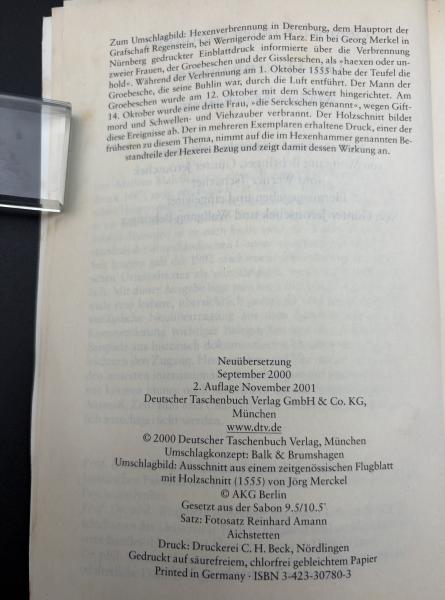 Zum Umschlagbild: Hexenverbrennung in Derenburg, dem Hauptort der
Grafschaft Regenstein, bei Wernigerode am Harz. Ein bei Georg Merkel in
Nürnberg gedruckter Einblattdruck informierte über die Verbrennung
zweier Frauen, der Groebeschen und der Gisslerschen, als »haexen oder un-
hold«. Während der Verbrennung am 1. Oktober 1555 habe der Teufel die
Groebesche, die seine Buhlin war, durch die Luft entführt. Der Mann der
Groebeschen wurde am 12. Oktober mit dem Schwert hingerichtet. Am
14. Oktober wurde eine dritte Frau, »die Serckschen genanct«, wegen Gift-
mord und Schwellen- und Viehzauber verbrannt. Der Holzschnitt bildet
diese Ereignisse ab. Der in mehreren Exemplaren erhaltene Druck, einer der
frühesten zu diesem Thema, nimmt auf die im Hexenhammer genannten Be-
standteile der Hexerei Bezug und zeigt damit dessen Wirkung an.
Neuübersetzung
September 2000
2. Auflage November 2001
Deutscher Taschenbuch Verlag GmbH & Co. KG,
München
www.dtv.de
© 2000 Deutscher Taschenbuch Verlag, München
Umschlagkonzept: Balk & Brumshagen
Umschlagbild: Ausschnitt aus einem zeitgenössischen Flugblatt
mit Holzschnitt (1555) von Jörg Merckel
© AKG Berlin
Gesetzt aus der Sabon 9.5/10.5'
Satz: Fotosatz Reinhard Amann
Aichstetten
Druck: Druckerei C. H. Beck, Nördlingen
Gedruckt auf säurefreiem, chlorfrei gebleichtem Papier
Printed in Germany · ISBN 3-423-30780-3